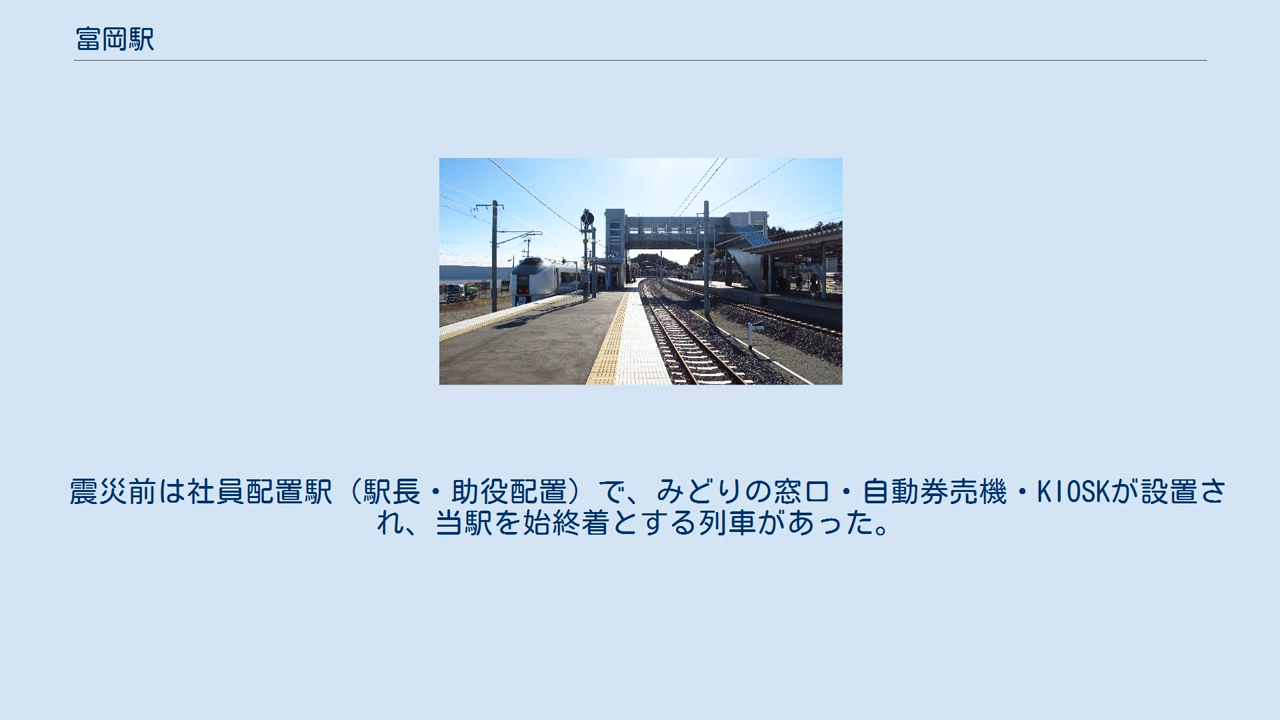 富岡駅
震災前は社員配置駅（駅長・助役配置）で、みどりの窓口・自動券売機・KIOSKが設置さ
れ、当駅を始終着とする列車があった。